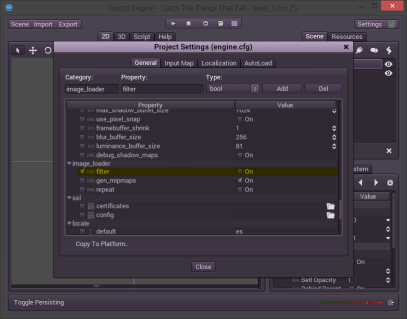 Godot Engine - Catch The Things That Fall - level_1.scn (*)
Scene Import Export
Settings
2D 3D Script Help
Scene Resources
Project Settings (engine.cfg)
General Input Map Localization AutoLoad
Category: Property: Type:
image_loader filter bool Add Del
Property Value
max_shadow_buffer_size 1024
use_pixel_snap On
framebuffer_shrink 1
blur_buffer_size 256
luminance_buffer_size 81
debug_shadow_maps On
image_loader
filter On
gen_mipmaps On
repeat On
ssl
certificates
config
locale
default es
Copy To Platform..
Close
Value
On
Self Opacity 1
On
Toggle Persisting